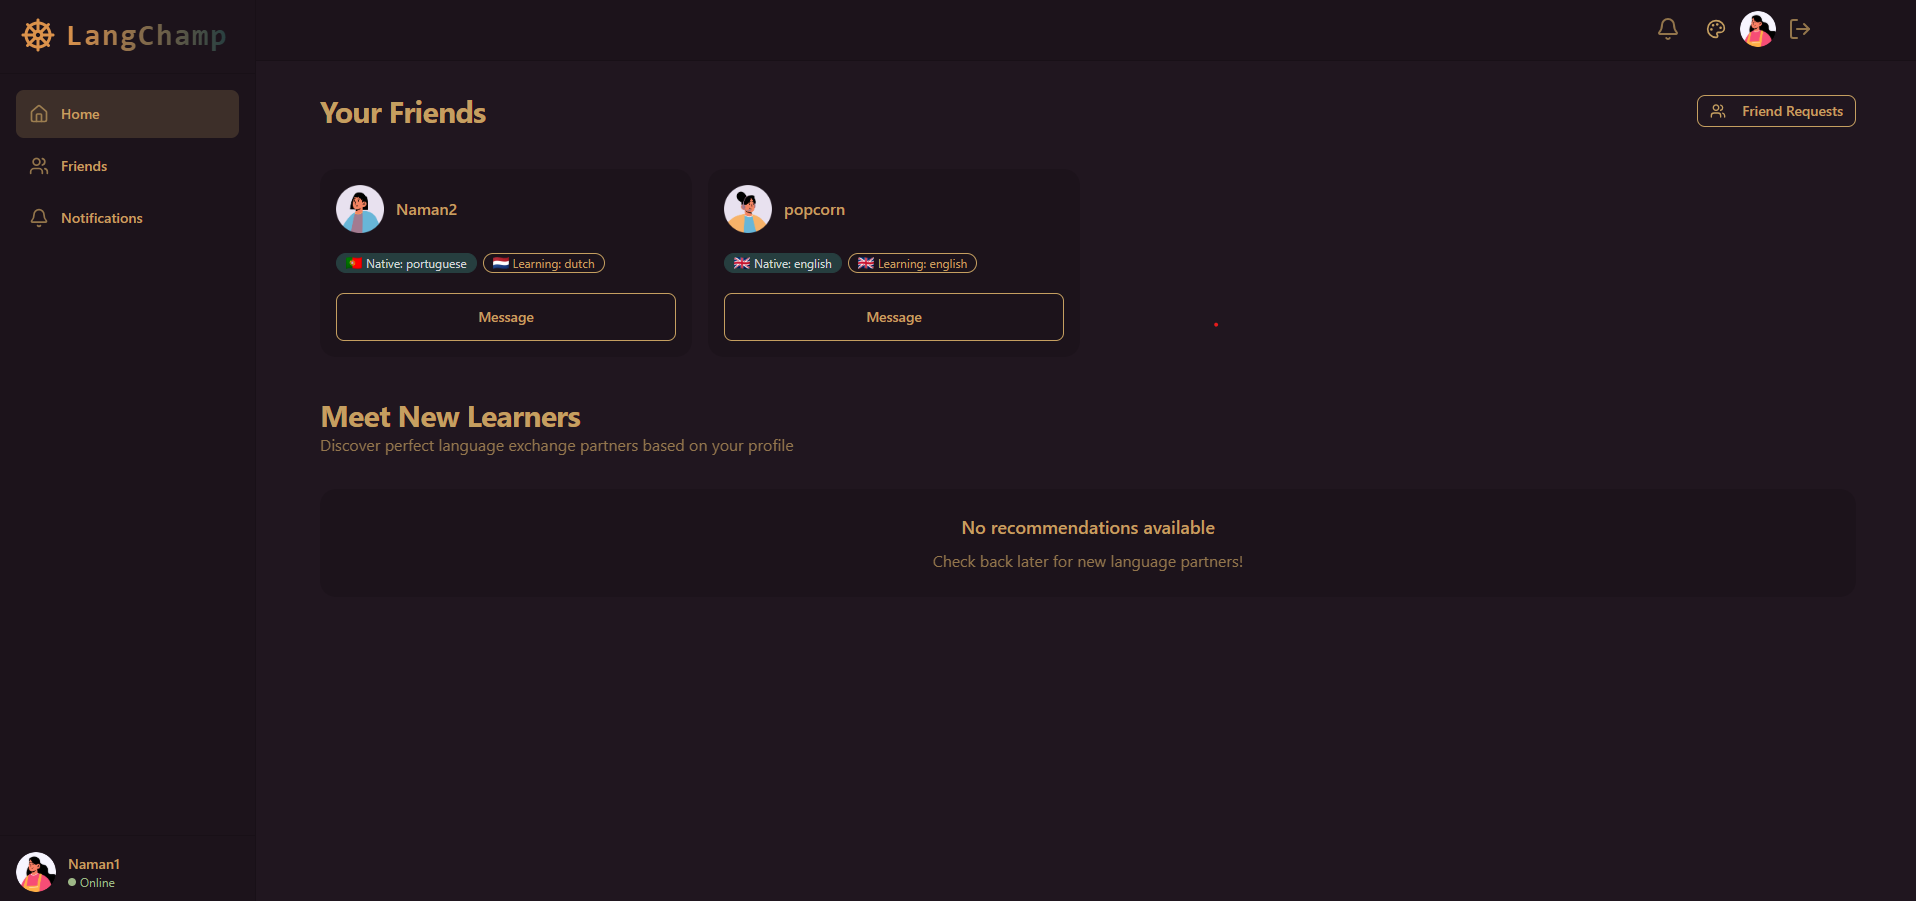 LangChamp
Home
Friends
Notifications
Your Friends
Friend Requests
Naman2
Native: portuguese
Learning: dutch
Message
popcorn
Native: english
Learning: english
Message
Meet New Learners
Discover perfect language exchange partners based on your profile
No recommendations available
Check back later for new language partners!
Naman1
Online